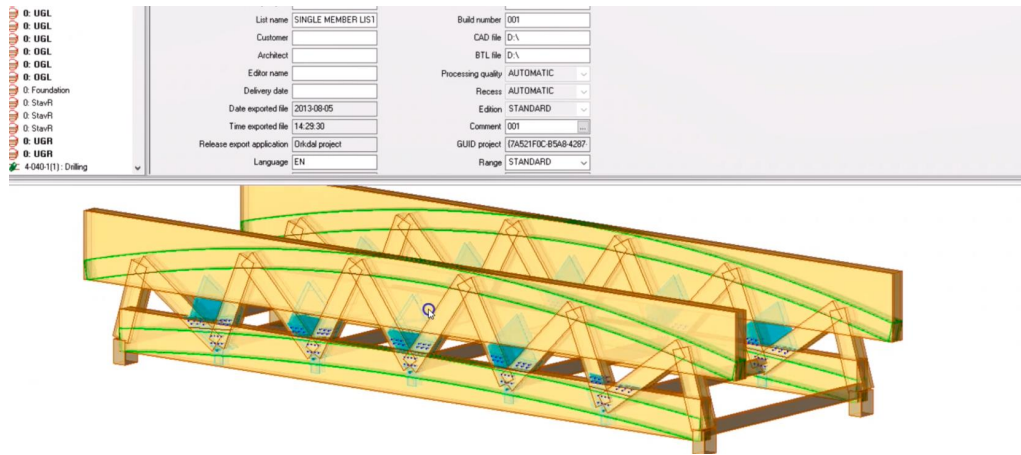 0: UGL
0: UGL
0: UGL
0: OGL
0: OGL
0: OGL
0: Foundation
0: StavR
0: StavR
0: StavR
0: UGR
0: UGR
4-040-1(1) : Drilling
List name SINGLE MEMBER LIST
Customer
Architect
Editor name
Delivery date
Date exported file 2013-08-05
Time exported file 14:29:30
Release export application Orkdal project
Language EN
Build number 001
CAD file D:\
BTL file D:\
Processing quality AUTOMATIC
Recess AUTOMATIC
Edition STANDARD
Comment 001 ...
GUID project {7A521F0C-B5A8-4287-
Range STANDARD